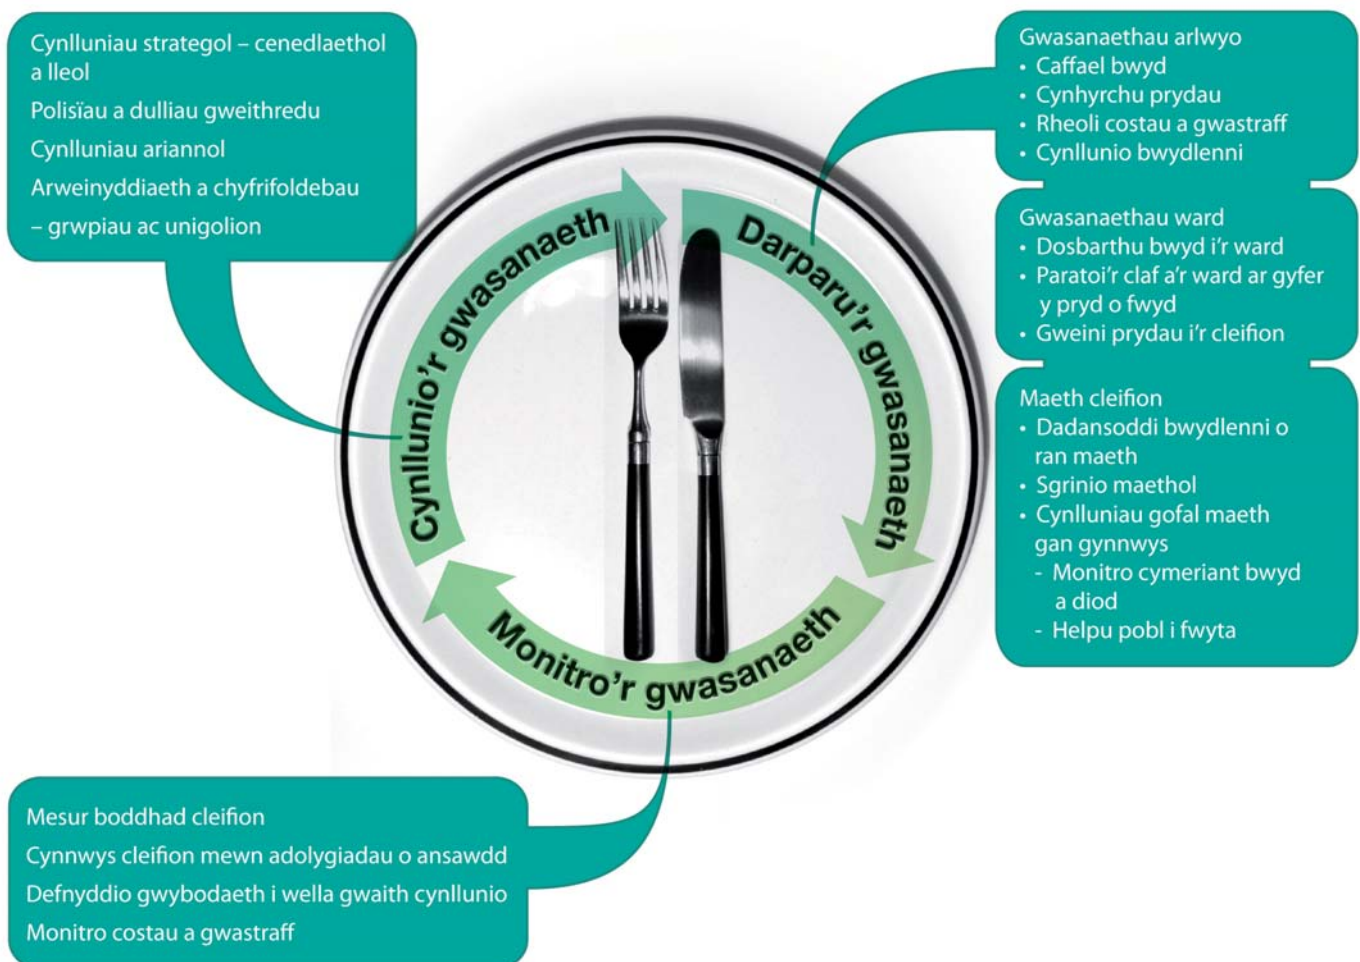 Cynlluniau strategol – cenedlaethol
a lleol
Polisïau a dulliau gweithredu
Cynlluniau ariannol
Arweinyddiaeth a chyfrifoldebau
– grwpiau ac unigolion
Cynllunio'r gwasanaeth
Darparu'r gwasanaeth
Monitro'r gwasanaeth
Gwasanaethau arlwyo
• Caffael bwyd
• Cynhyrchu prydau
• Rheoli costau a gwastraff
• Cynllunio bwydlenni
Gwasanaethau ward
• Dosbarthu bwyd i'r ward
• Paratoi'r claf a'r ward ar gyfer
y pryd o fwyd
• Gweini prydau i'r cleifion
Maeth cleifion
• Dadansoddi bwydlenni o
ran maeth
• Sgrinio maethol
• Cynlluniau gofal maeth
gan gynnwys
- Monitro cymeriant bwyd
a diod
- Helpu pobl i fwyta
Mesur boddhad cleifion
Cynnwys cleifion mewn adolygiadau o ansawdd
Defnyddio gwybodaeth i wella gwaith cynllunio
Monitro costau a gwastraff